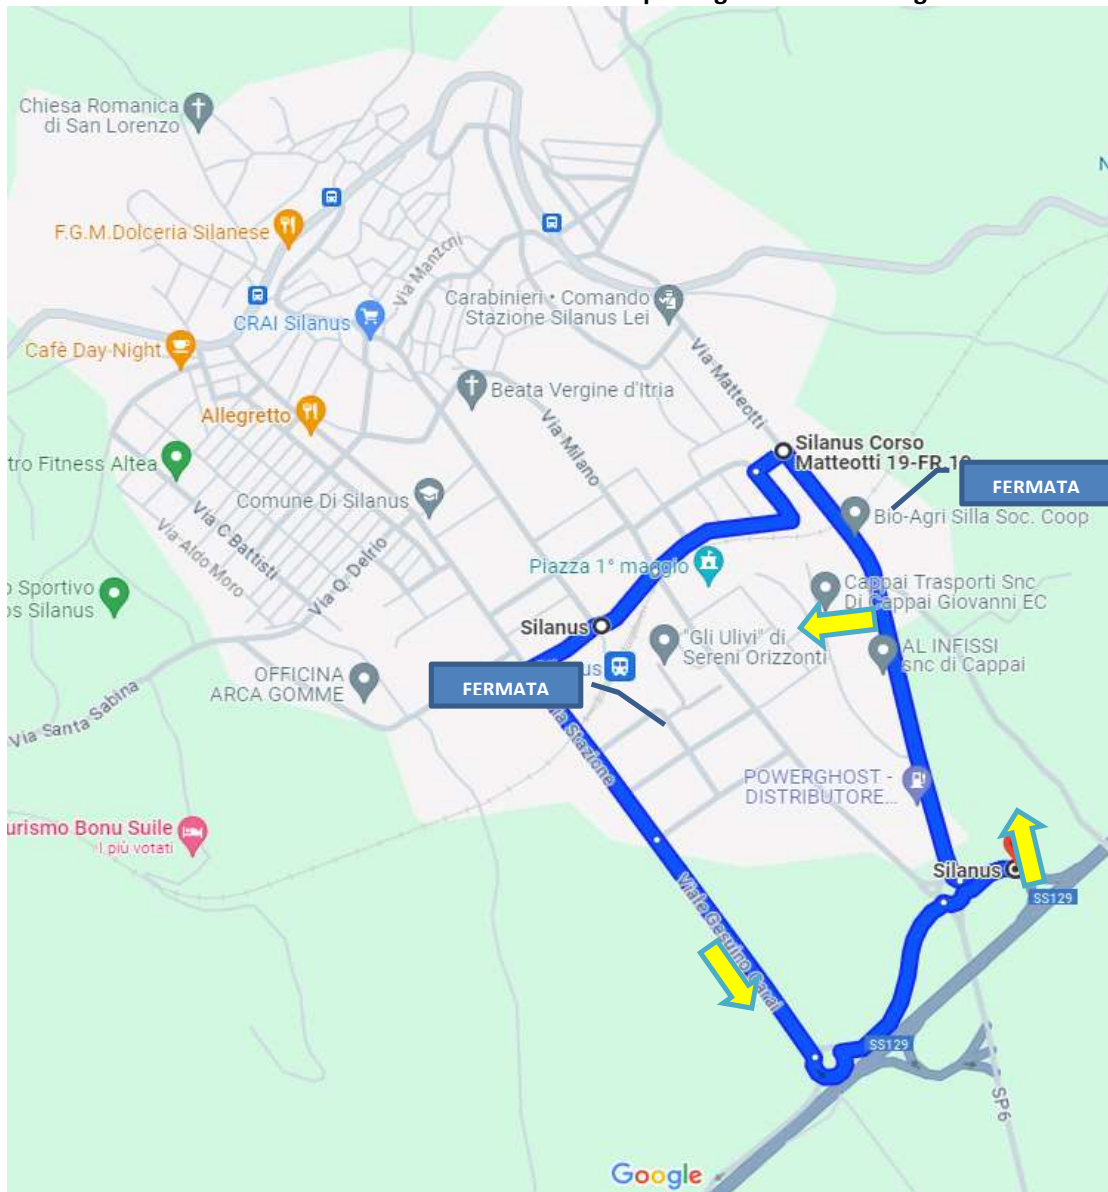 Chiesa Romanica
di San Lorenzo
F.G.M.Dolceria Silanese
Via Manzoni
Carabinieri • Comando
Stazione Silanus Lei
CRAI Silanus
Cafè Day Night
Via Matteotti
Beata Vergine d'Itria
Allegretto
Via Milano
Silanus Corso
Matteotti 19-FR.19
tro Fitness Altea
FERMATA
Comune Di Silanus
Bio-Agri Silla Soc. Coop
Via C Battisti
Via Aldo Moro
Via Q. Delrio
Piazza 1° maggio
Cappai Trasporti Snc
Di Cappai Giovanni EC
o Sportivo
os Silanus
Silanus
"Gli Ulivi" di
Sereni Orizzonti
AL INFISSI
snc di Cappai
OFFICINA
ARCA GOMME
us
FERMATA
Via Santa Sabina
Stazione
POWERGHOST -
DISTRIBUTORE...
urismo Bonu Suile
I più votati
Silanus
SS129
Viale Gesuino
SS129
SP6
Google